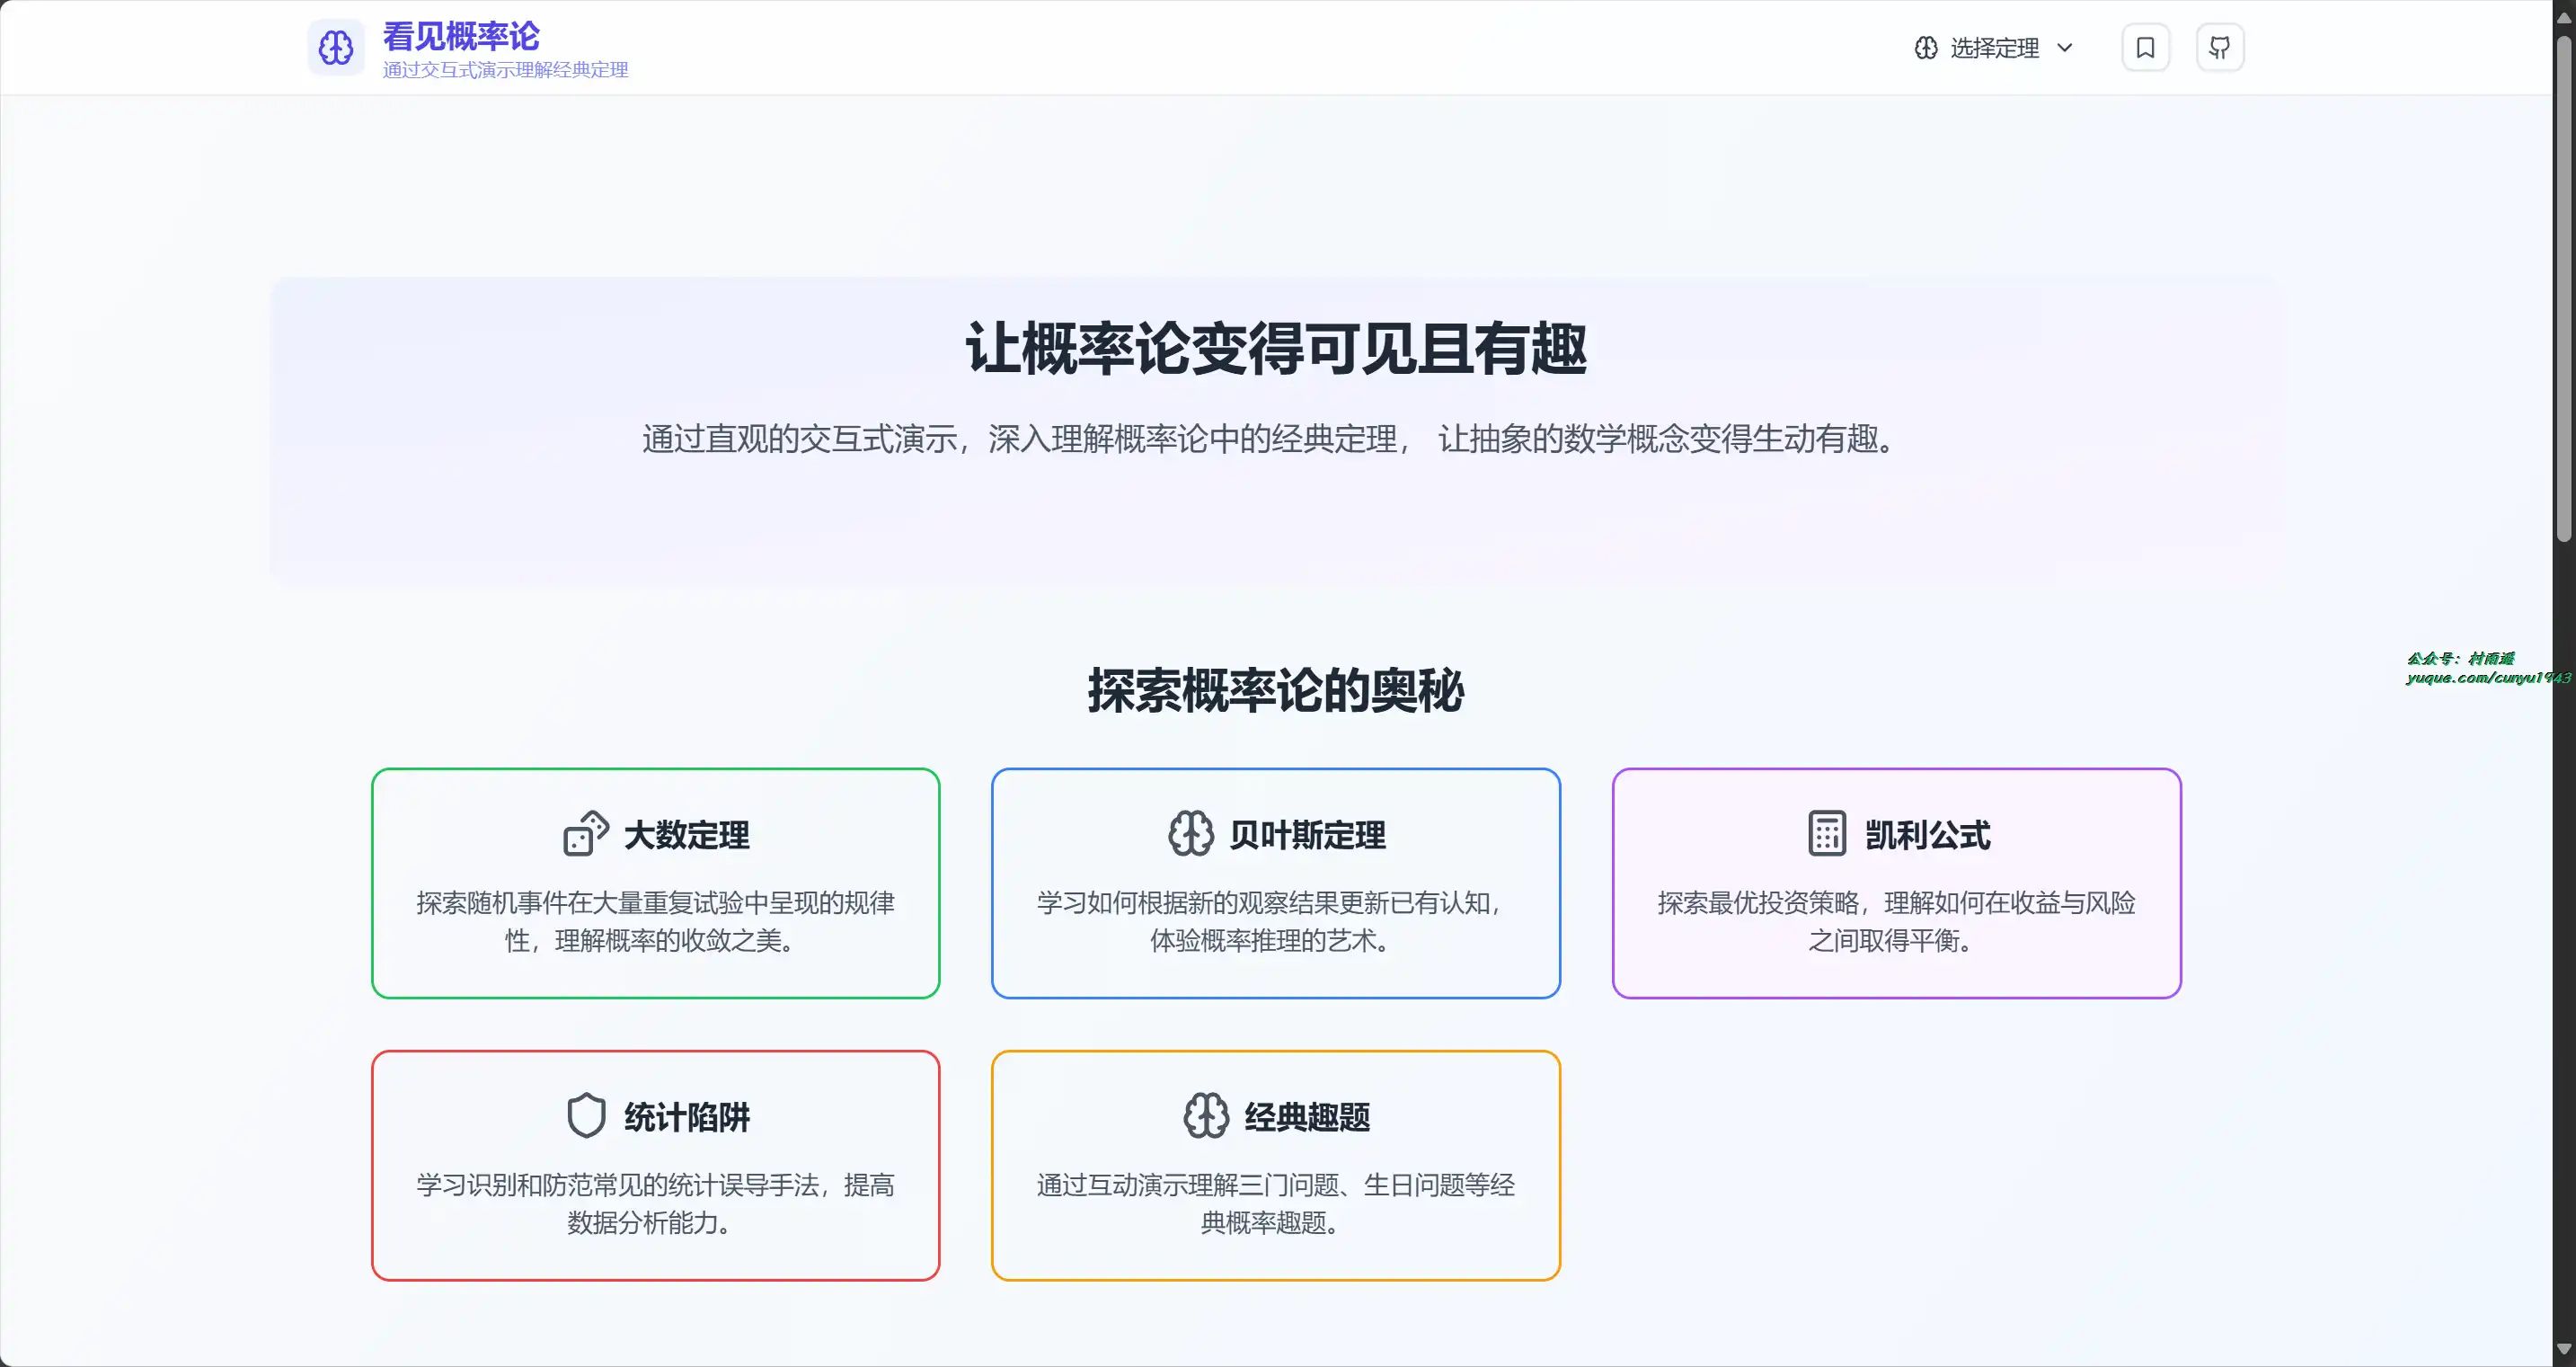 看见概率论
通过交互式演示理解经典定理
选择定理
让概率论变得可见且有趣
通过直观的交互式演示，深入理解概率论中的经典定理， 让抽象的数学概念变得生动有趣。
探索概率论的奥秘
大数定理
探索随机事件在大量重复试验中呈现的规律
性，理解概率的收敛之美。
贝叶斯定理
学习如何根据新的观察结果更新已有认知，
体验概率推理的艺术。
凯利公式
探索最优投资策略，理解如何在收益与风险
之间取得平衡。
统计陷阱
学习识别和防范常见的统计误导手法，提高
数据分析能力。
经典趣题
通过互动演示理解三门问题、生日问题等经
典概率趣题。
公众号：村雨遥
yuque.com/cunyu1943